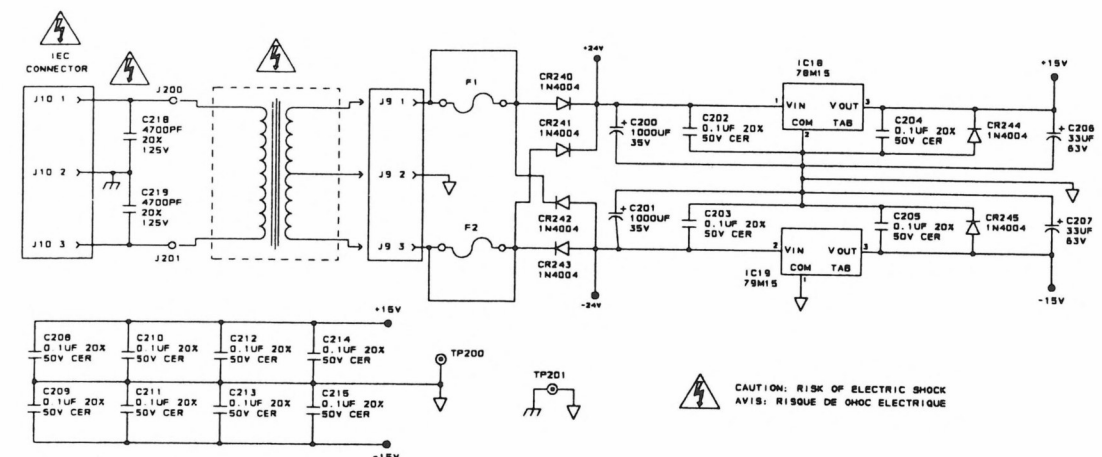 IEC
CONNECTOR
J10 1
J10 2
J10 3
J200
C218
4700PF
20%
125V
C219
4700PF
20%
125V
J201
J9 1
J9 2
J9 3
F1
F2
+24V
CR240
1N4004
CR241
1N4004
CR242
1N4004
CR243
1N4004
-24V
+ C200
1000UF
35V
C202
0.1UF 20%
50V CER
IC18
78M15
1
VIN
VOUT
3
COM
TAB
2
C204
0.1UF 20%
50V CER
CR244
1N4004
+15V
+ C206
33UF
63V
+ C201
1000UF
35V
C203
0.1UF 20%
50V CER
2
VIN
VOUT
3
COM
TAB
1
IC19
79M15
C205
0.1UF 20%
50V CER
CR245
1N4004
+ C207
33UF
63V
-15V
+15V
C208
0.1UF 20%
50V CER
C210
0.1UF 20%
50V CER
C212
0.1UF 20%
50V CER
C214
0.1UF 20%
50V CER
TP200
C209
0.1UF 20%
50V CER
C211
0.1UF 20%
50V CER
C213
0.1UF 20%
50V CER
C215
0.1UF 20%
50V CER
-15V
TP201
CAUTION: RISK OF ELECTRIC SHOCK
AVIS: RISQUE DE CHOC ELECTRIQUE